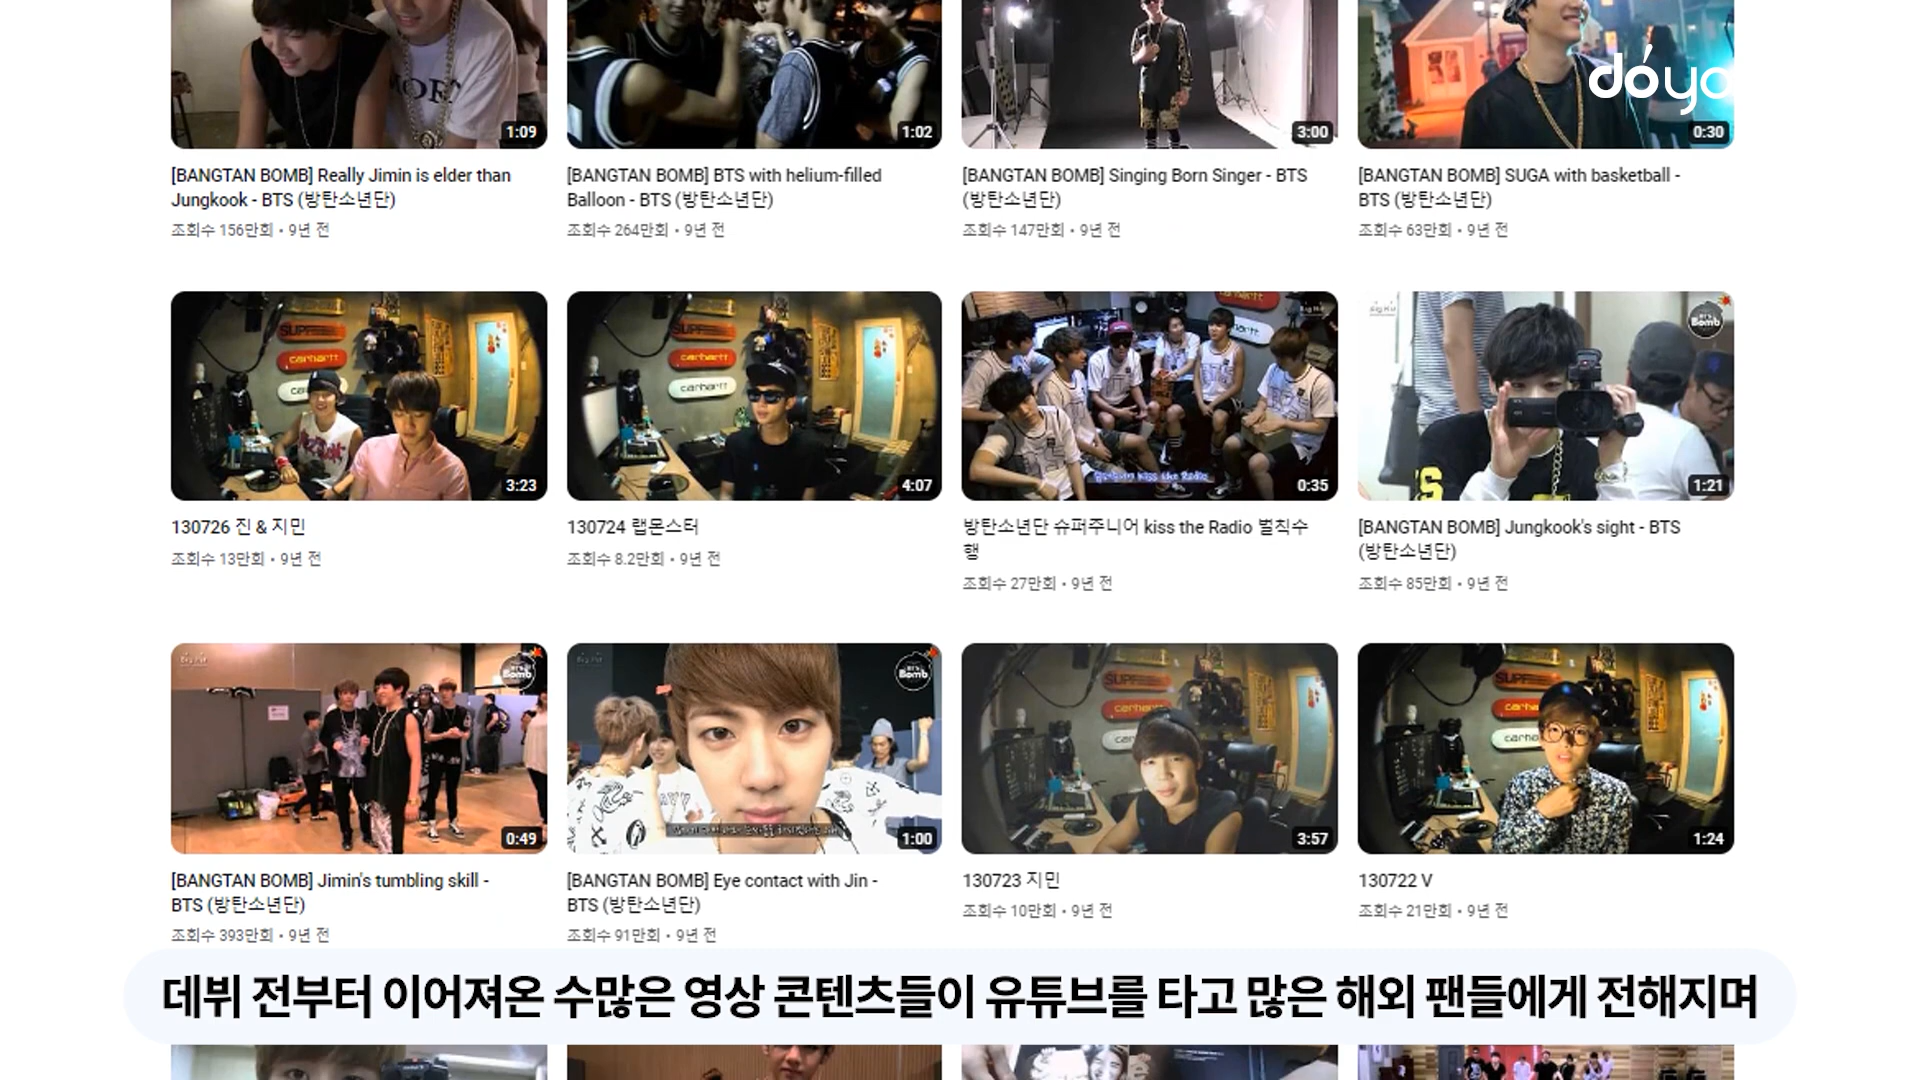 dóyo
1:09
1:02
3:00
0:30
[BANGTAN BOMB] Really Jimin is elder than
Jungkook - BTS (방탄소년단)
조회수 156만회 • 9년 전
[BANGTAN BOMB] BTS with helium-filled
Balloon - BTS (방탄소년단)
조회수 264만회 • 9년 전
[BANGTAN BOMB] Singing Born Singer - BTS
(방탄소년단)
조회수 147만회 • 9년 전
[BANGTAN BOMB] SUGA with basketball -
BTS (방탄소년단)
조회수 63만회 • 9년 전
carhartt
3:23
carhartt
4:07
kiss the Radio
0:35
Big Hit
Bomb
1:21
130726 진 & 지민
조회수 13만회 • 9년 전
130724 랩몬스터
조회수 8.2만회 • 9년 전
방탄소년단 슈퍼주니어 kiss the Radio 벌칙수
행
조회수 27만회 • 9년 전
[BANGTAN BOMB] Jungkook's sight - BTS
(방탄소년단)
조회수 85만회 • 9년 전
Big Hit
Bomb
0:49
Big Hit
Bomb
1:00
3:57
1:24
[BANGTAN BOMB] Jimin's tumbling skill -
BTS (방탄소년단)
조회수 393만회 • 9년 전
[BANGTAN BOMB] Eye contact with Jin -
BTS (방탄소년단)
조회수 91만회 • 9년 전
130723 지민
조회수 10만회 • 9년 전
130722 V
조회수 21만회 • 9년 전
데뷔 전부터 이어져온 수많은 영상 콘텐츠들이 유튜브를 타고 많은 해외 팬들에게 전해지며